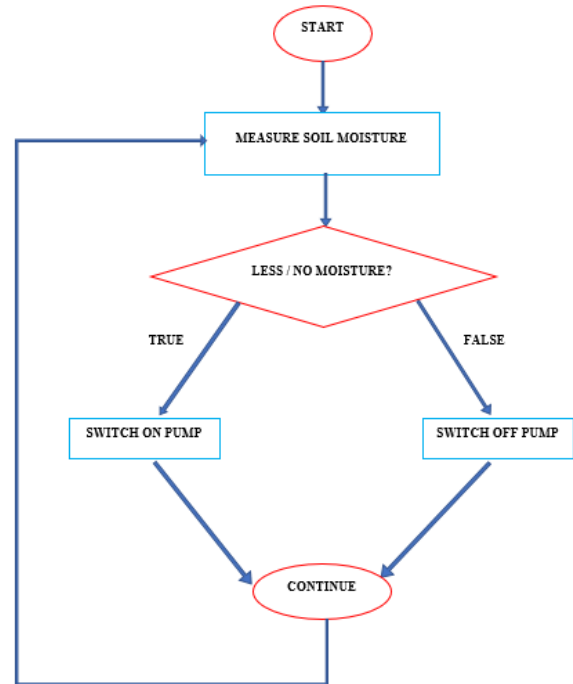 START
MEASURE SOIL MOISTURE
LESS / NO MOISTURE?
TRUE
FALSE
SWITCH ON PUMP
SWITCH OFF PUMP
CONTINUE